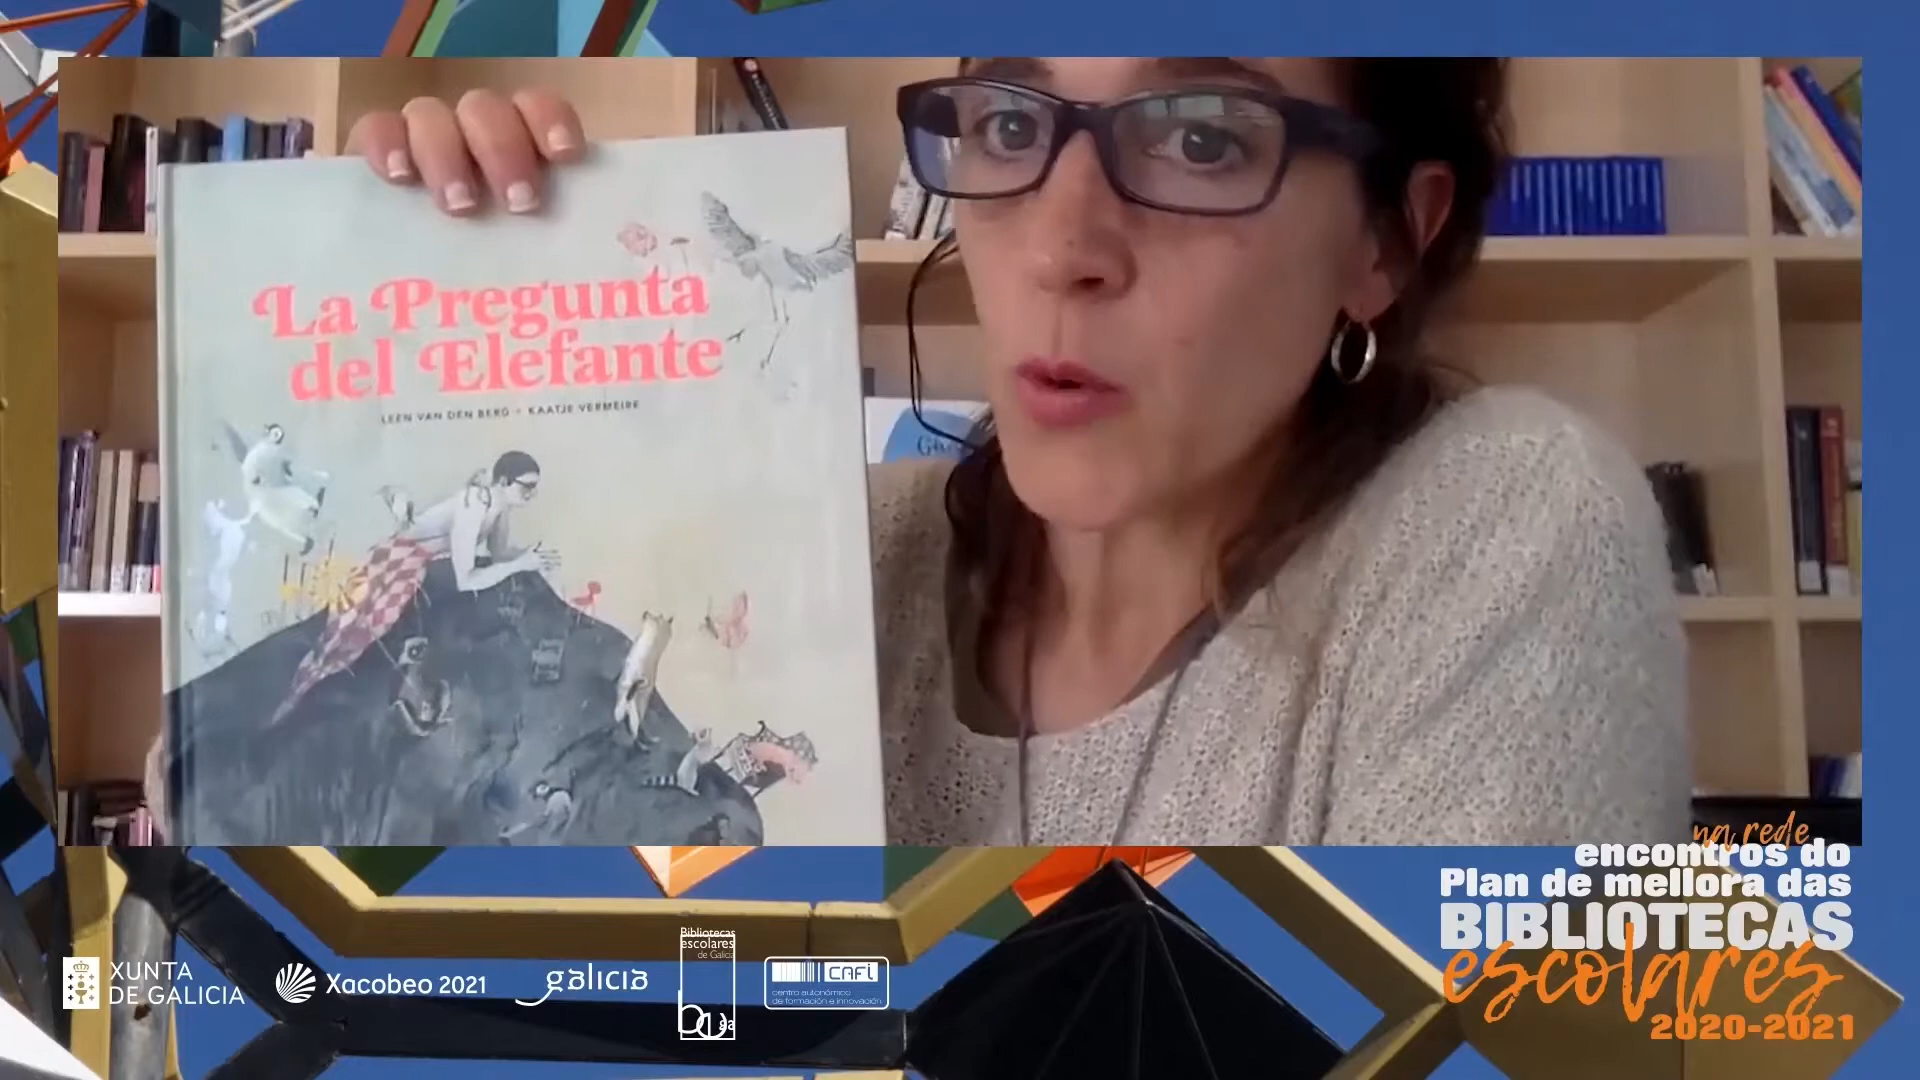 La Pregunta
del Elefante
LEEN VAN DEN BERG + KAATJE VERMEIRE
na rede
encontros do
Plan de mellora das
BIBLIOTECAS
escolares
2020-2021
XUNTA
DE GALICIA
Xacobeo 2021
galicia
Bibliotecas
escolares
de Galicia
CAFi
centro autonómico
de formación e innovación